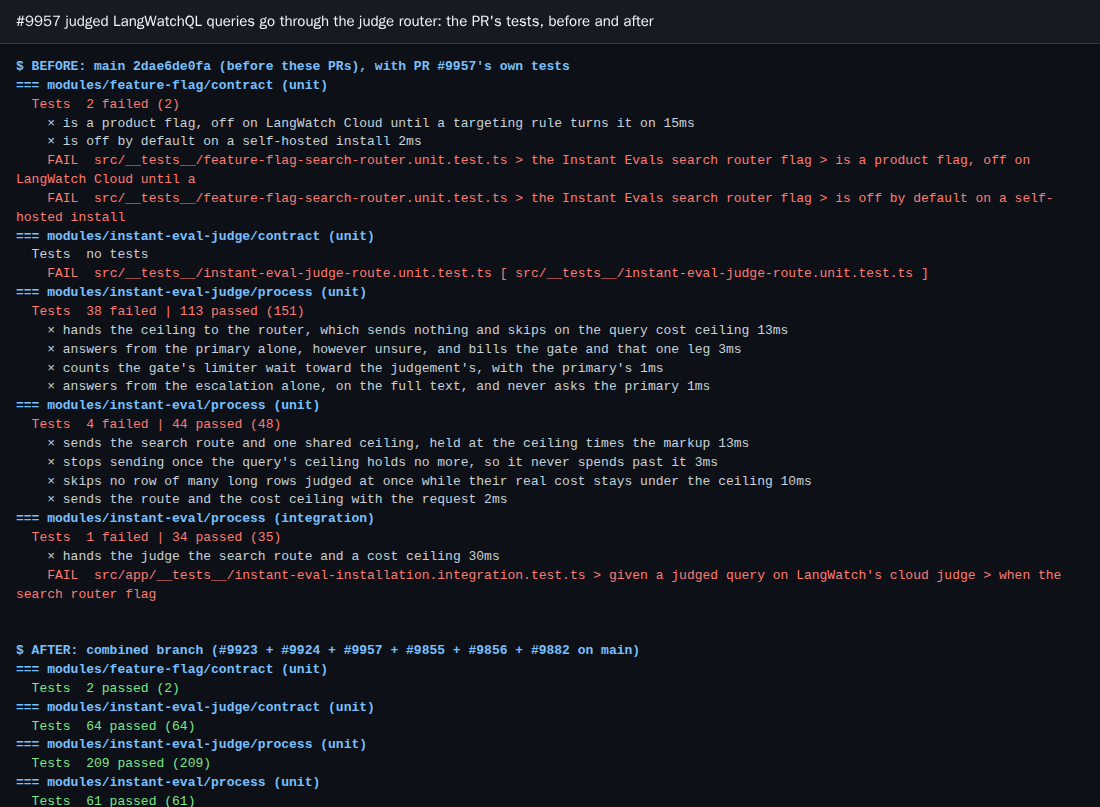 #9957 judged LangWatchQL queries go through the judge router: the PR's tests, before and after
$ BEFORE: main 2dae6de0fa (before these PRs), with PR #9957's own tests
=== modules/feature-flag/contract (unit)
Tests  2 failed (2)
× is a product flag, off on LangWatch Cloud until a targeting rule turns it on 15ms
× is off by default on a self-hosted install 2ms
FAIL  src/__tests__/feature-flag-search-router.unit.test.ts > the Instant Evals search router flag > is a product flag, off on
LangWatch Cloud until a
FAIL  src/__tests__/feature-flag-search-router.unit.test.ts > the Instant Evals search router flag > is off by default on a self-
hosted install
=== modules/instant-eval-judge/contract (unit)
Tests  no tests
FAIL  src/__tests__/instant-eval-judge-route.unit.test.ts [ src/__tests__/instant-eval-judge-route.unit.test.ts ]
=== modules/instant-eval-judge/process (unit)
Tests  38 failed | 113 passed (151)
× hands the ceiling to the router, which sends nothing and skips on the query cost ceiling 13ms
× answers from the primary alone, however unsure, and bills the gate and that one leg 3ms
× counts the gate's limiter wait toward the judgement's, with the primary's 1ms
× answers from the escalation alone, on the full text, and never asks the primary 1ms
=== modules/instant-eval/process (unit)
Tests  4 failed | 44 passed (48)
× sends the search route and one shared ceiling, held at the ceiling times the markup 13ms
× stops sending once the query's ceiling holds no more, so it never spends past it 3ms
× skips no row of many long rows judged at once while their real cost stays under the ceiling 10ms
× sends the route and the cost ceiling with the request 2ms
=== modules/instant-eval/process (integration)
Tests  1 failed | 34 passed (35)
× hands the judge the search route and a cost ceiling 30ms
FAIL  src/app/__tests__/instant-eval-installation.integration.test.ts > given a judged query on LangWatch's cloud judge > when the
search router flag
$ AFTER: combined branch (#9923 + #9924 + #9957 + #9855 + #9856 + #9882 on main)
=== modules/feature-flag/contract (unit)
Tests  2 passed (2)
=== modules/instant-eval-judge/contract (unit)
Tests  64 passed (64)
=== modules/instant-eval-judge/process (unit)
Tests  209 passed (209)
=== modules/instant-eval/process (unit)
Tests  61 passed (61)